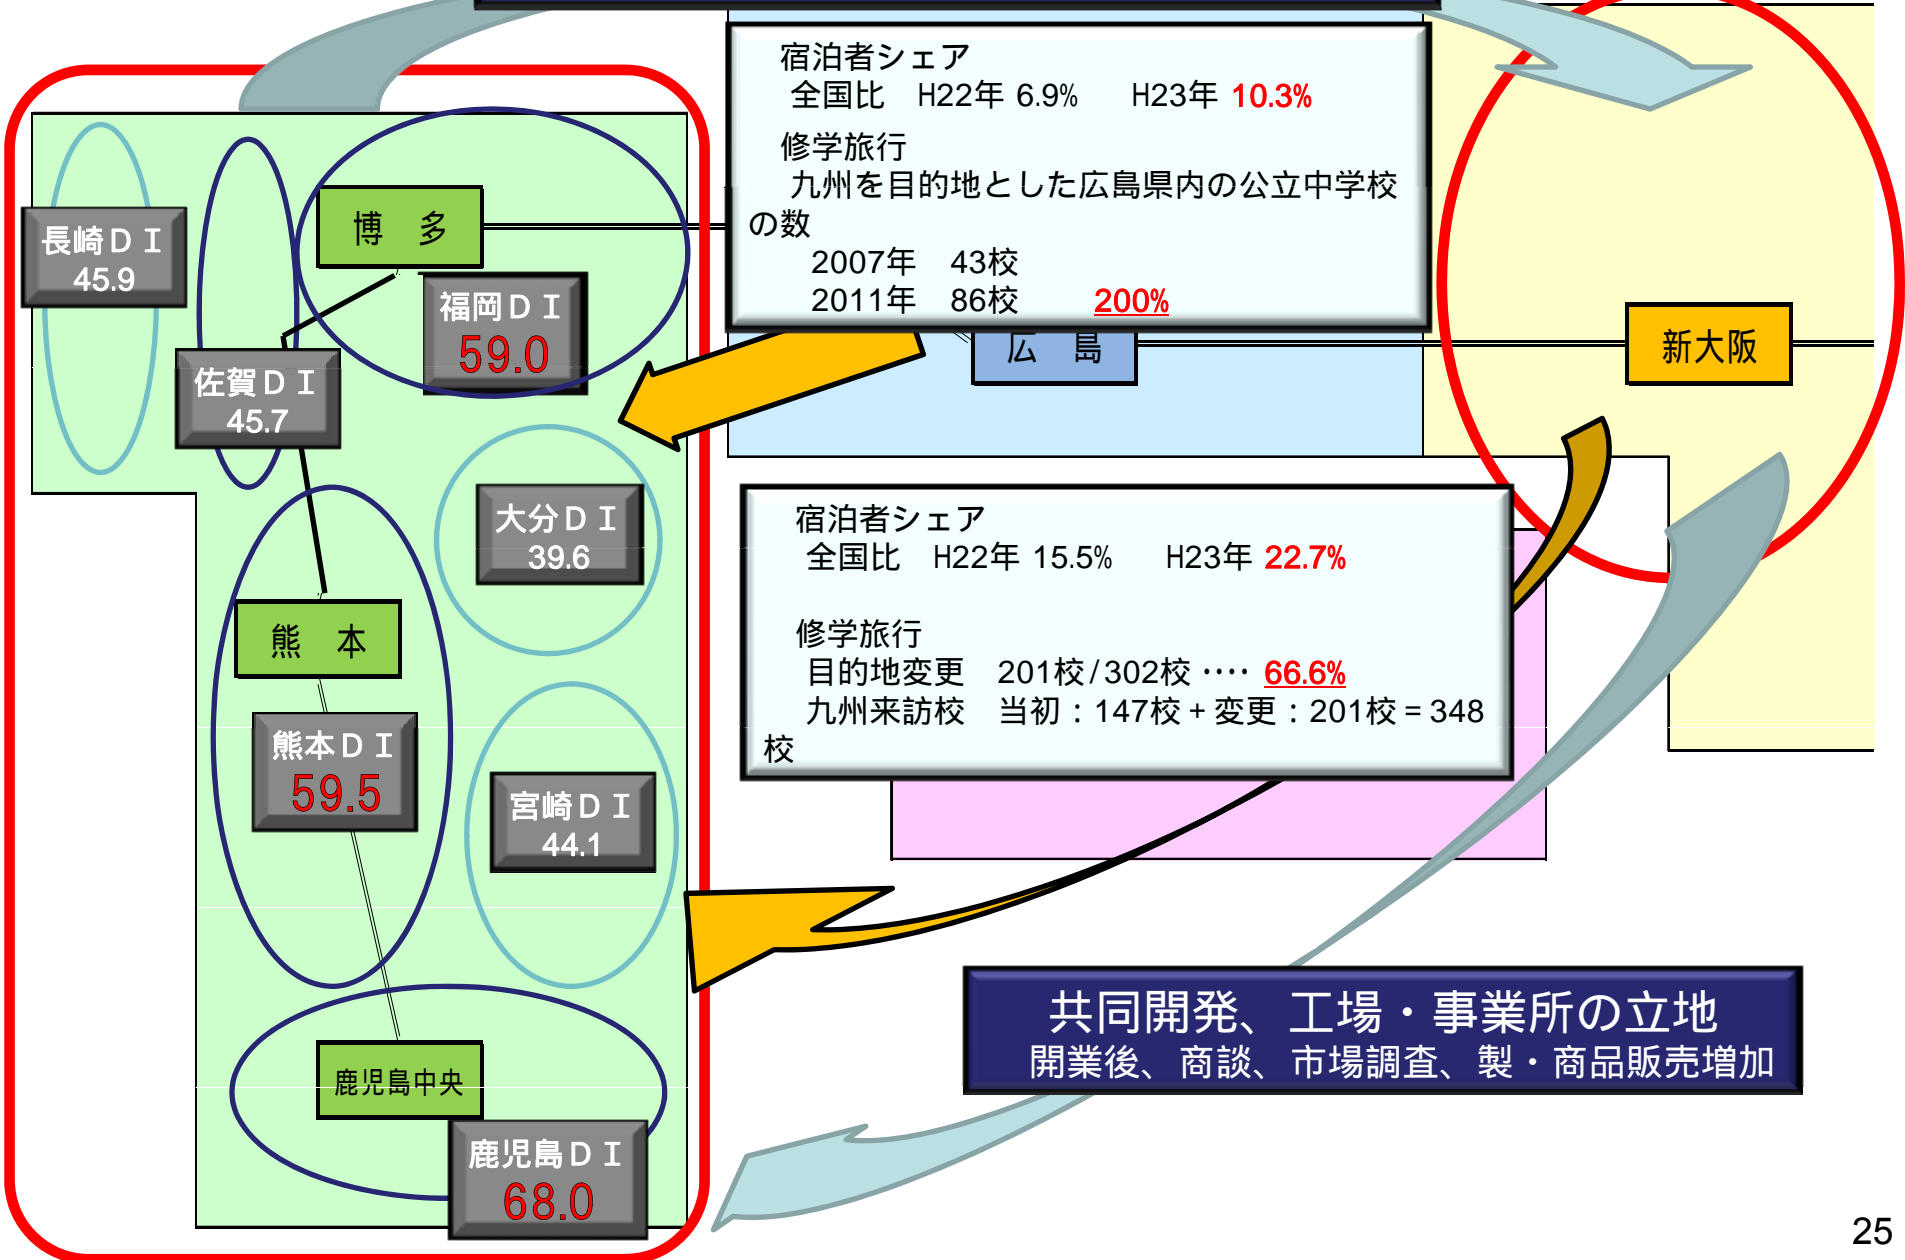 宿泊者シェア
全国比　H22年 6.9%　　H23年 10.3%
修学旅行
九州を目的地とした広島県内の公立中学校
の数
2007年　43校
2011年　86校　　200%
長崎ＤＩ
45.9
博　多
福岡ＤＩ
59.0
佐賀ＤＩ
45.7
広　島
新大阪
大分ＤＩ
39.6
宿泊者シェア
全国比　H22年 15.5%　　H23年 22.7%
修学旅行
目的地変更　201校/302校 ‥‥ 66.6%
九州来訪校　当初：147校＋変更：201校＝348
校
熊　本
熊本ＤＩ
59.5
宮崎ＤＩ
44.1
共同開発、工場・事業所の立地
開業後、商談、市場調査、製・商品販売増加
鹿児島中央
鹿児島ＤＩ
68.0
25